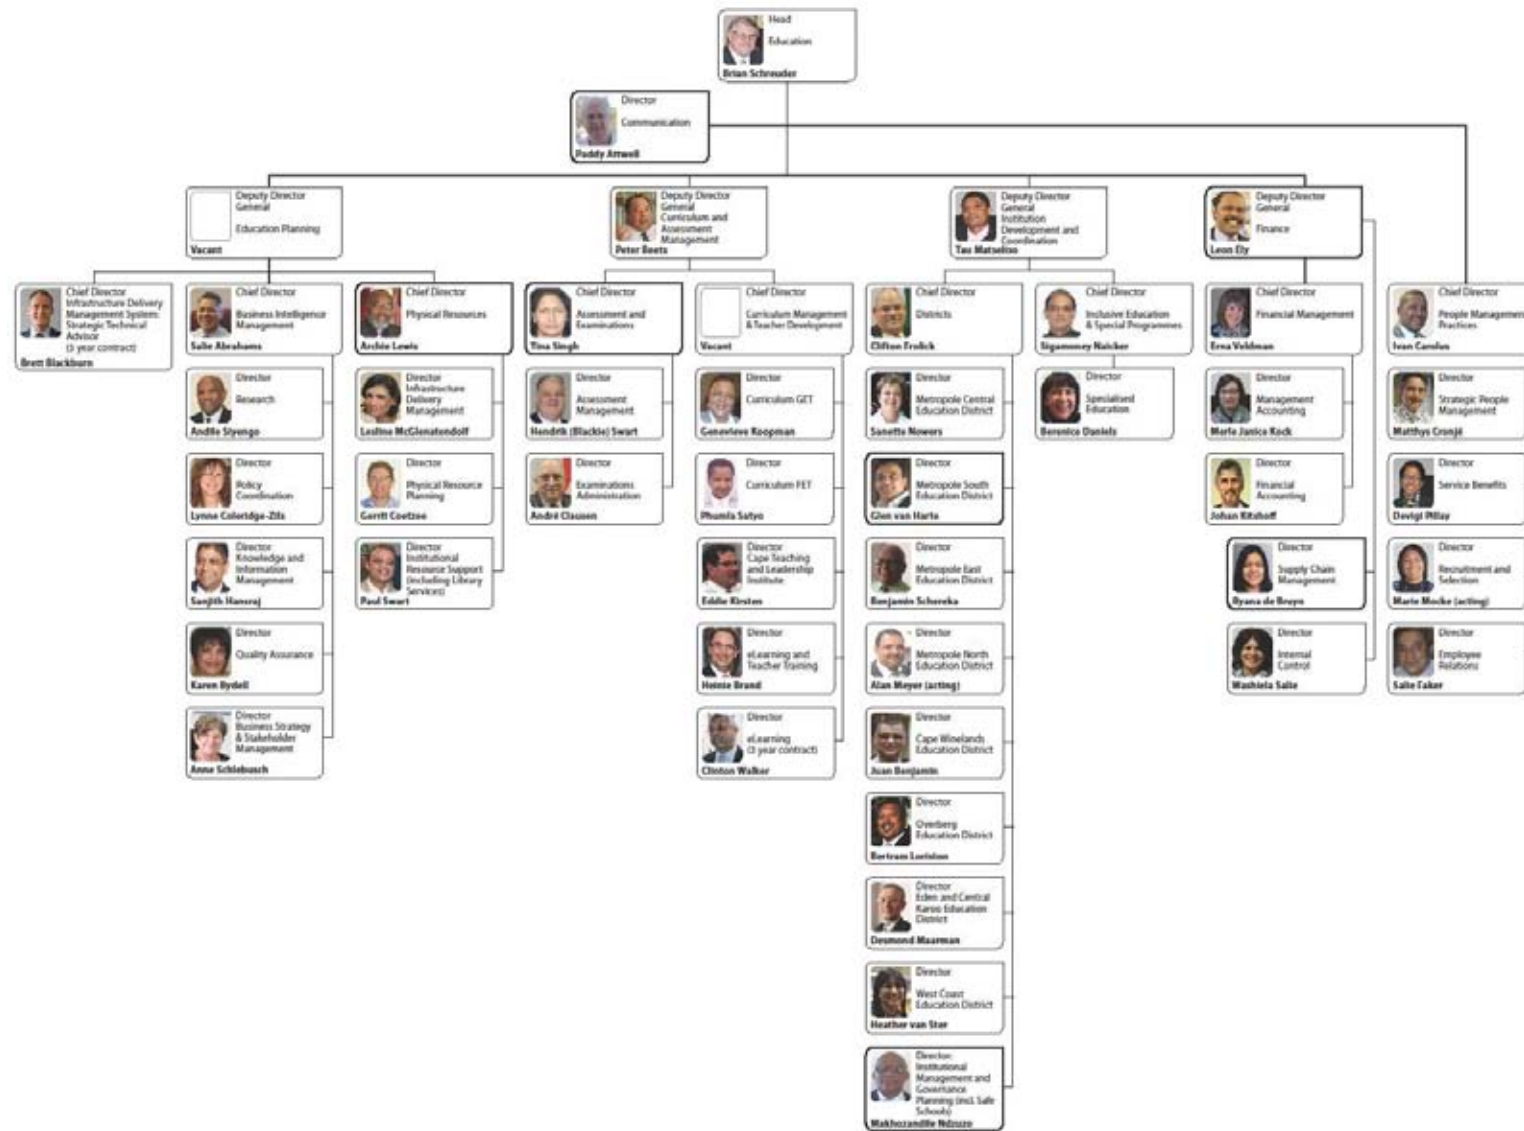 Head
Education
Brian Schreuder
Director
Communication
Paddy Attwell
Deputy Director
General
Education Planning
Vacant
Deputy Director
General
Curriculum and
Assessment
Management
Peter Beets
Deputy Director
General
Institution
Development and
Coordination
Tau Matseliso
Deputy Director
General
Finance
Leon Ely
Chief Director
Infrastructure Delivery
Management System:
Strategic Technical
Advisor
(3 year contract)
Brett Blackburn
Chief Director
Business Intelligence
Management
Salie Abrahams
Chief Director
Physical Resources
Archie Lewis
Chief Director
Assessment and
Examinations
Tina Singh
Chief Director
Curriculum Management
& Teacher Development
Vacant
Chief Director
Districts
Clifton Frolick
Chief Director
Inclusive Education
& Special Programmes
Sigamoney Naicker
Chief Director
Financial Management
Erna Veldman
Chief Director
People Management
Practices
Ivan Carolus
Director
Research
Andile Siyengo
Director
Infrastructure
Delivery
Management
Director
Assessment
Management
Hendrik (Blackie) Swart
Director
Curriculum GET
Genevieve Koopman
Director
Metropole Central
Education District
Sanette Nowers
Director
Specialised
Education
Berenice Daniels
Director
Management
Accounting
Merle Janice Kock
Director
Strategic People
Management
Matthys Cronjé
Director
Policy
Coordination
Lynne Coleridge-Zils
Director
Physical Resource
Planning
Gerrit Coetzee
Director
Examinations
Administration
André Clausen
Director
Curriculum FET
Phumla Satyo
Director
Metropole South
Education District
Glen van Harte
Director
Financial
Accounting
Johan Kitshoff
Director
Service Benefits
Devigi Pillay
Director
Knowledge and
Information
Management
Sanjith Hansraj
Director
Institutional
Resource Support
(including Library
Services)
Paul Swart
Director
Cape Teaching
and Leadership
Institute
Eddie Kirsten
Director
Metropole East
Education District
Benjamin Schereka
Director
Supply Chain
Management
Ryana de Bruyn
Director
Recruitment and
Selection
Marie Mocke (acting)
Director
Quality Assurance
Karen Bydell
Director
eLearning and
Teacher Training
Heinie Brand
Director
Metropole North
Education District
Alan Meyer (acting)
Director
Internal
Control
Washiela Salie
Director
Employee
Relations
Salie Faker
Director
Business Strategy
& Stakeholder
Management
Anne Schlebusch
Director
eLearning
(3 year contract)
Clinton Walker
Director
Cape Winelands
Education District
Juan Benjamin
Director
Overberg
Education District
Bertram Loriston
Director
Eden and Central
Karoo Education
District
Desmond Maarman
Director
West Coast
Education District
Heather van Ster
Director:
Institutional
Management and
Governance
Planning (incl. Safe
Schools)
Makhozandile Ndzuzo